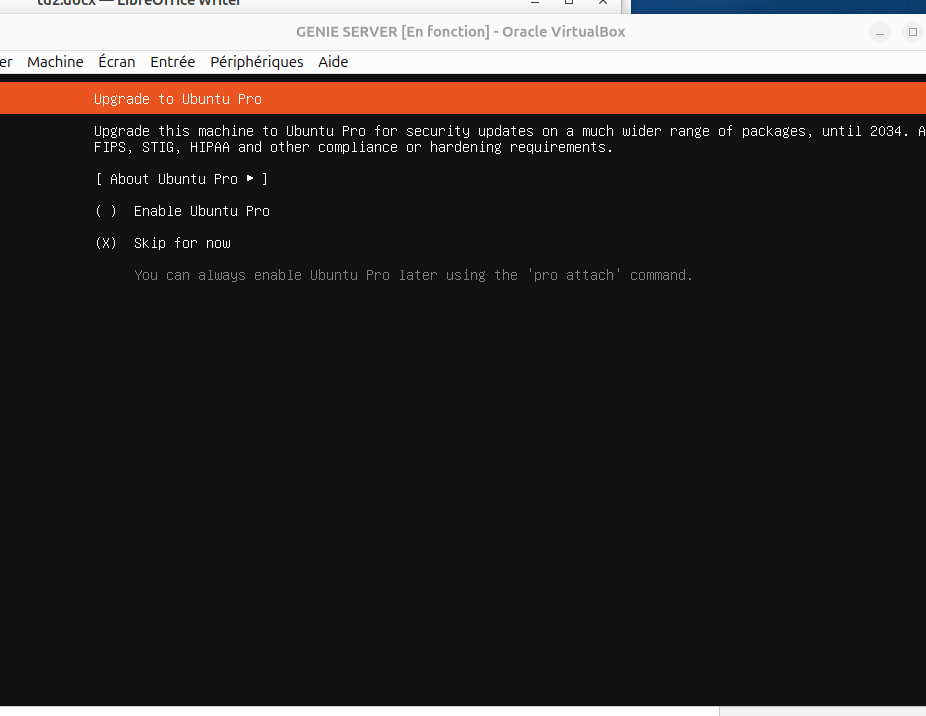 td2.docx — LibreOffice Writer
GENIE SERVER [En fonction] - Oracle VirtualBox
er Machine Écran Entrée Périphériques Aide
Upgrade to Ubuntu Pro
Upgrade this machine to Ubuntu Pro for security updates on a much wider range of packages, until 2034. A
FIPS, STIG, HIPAA and other compliance or hardening requirements.
[ About Ubuntu Pro ▸ ]
( ) Enable Ubuntu Pro
(X) Skip for now
You can always enable Ubuntu Pro later using the 'pro attach' command.